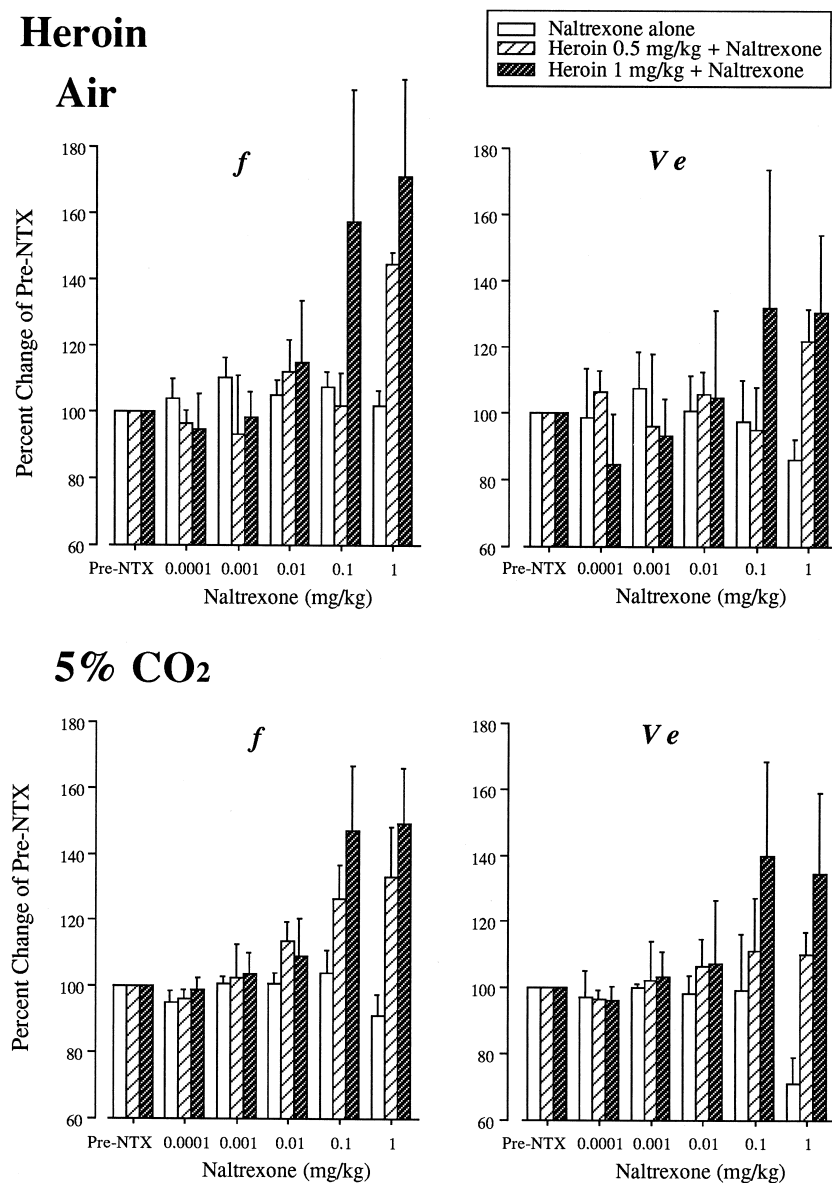 Heroin
Naltrexone alone
Heroin 0.5 mg/kg + Naltrexone
Heroin 1 mg/kg + Naltrexone
Air
f
Percent Change of Pre-NTX
180
160
140
120
100
80
60
Pre-NTX 0.0001 0.001 0.01 0.1 1
Naltrexone (mg/kg)
Ve
180
160
140
120
100
80
60
Pre-NTX 0.0001 0.001 0.01 0.1 1
Naltrexone (mg/kg)
5% CO2
f
Percent Change of Pre-NTX
180
160
140
120
100
80
60
Pre-NTX 0.0001 0.001 0.01 0.1 1
Naltrexone (mg/kg)
Ve
180
160
140
120
100
80
60
Pre-NTX 0.0001 0.001 0.01 0.1 1
Naltrexone (mg/kg)